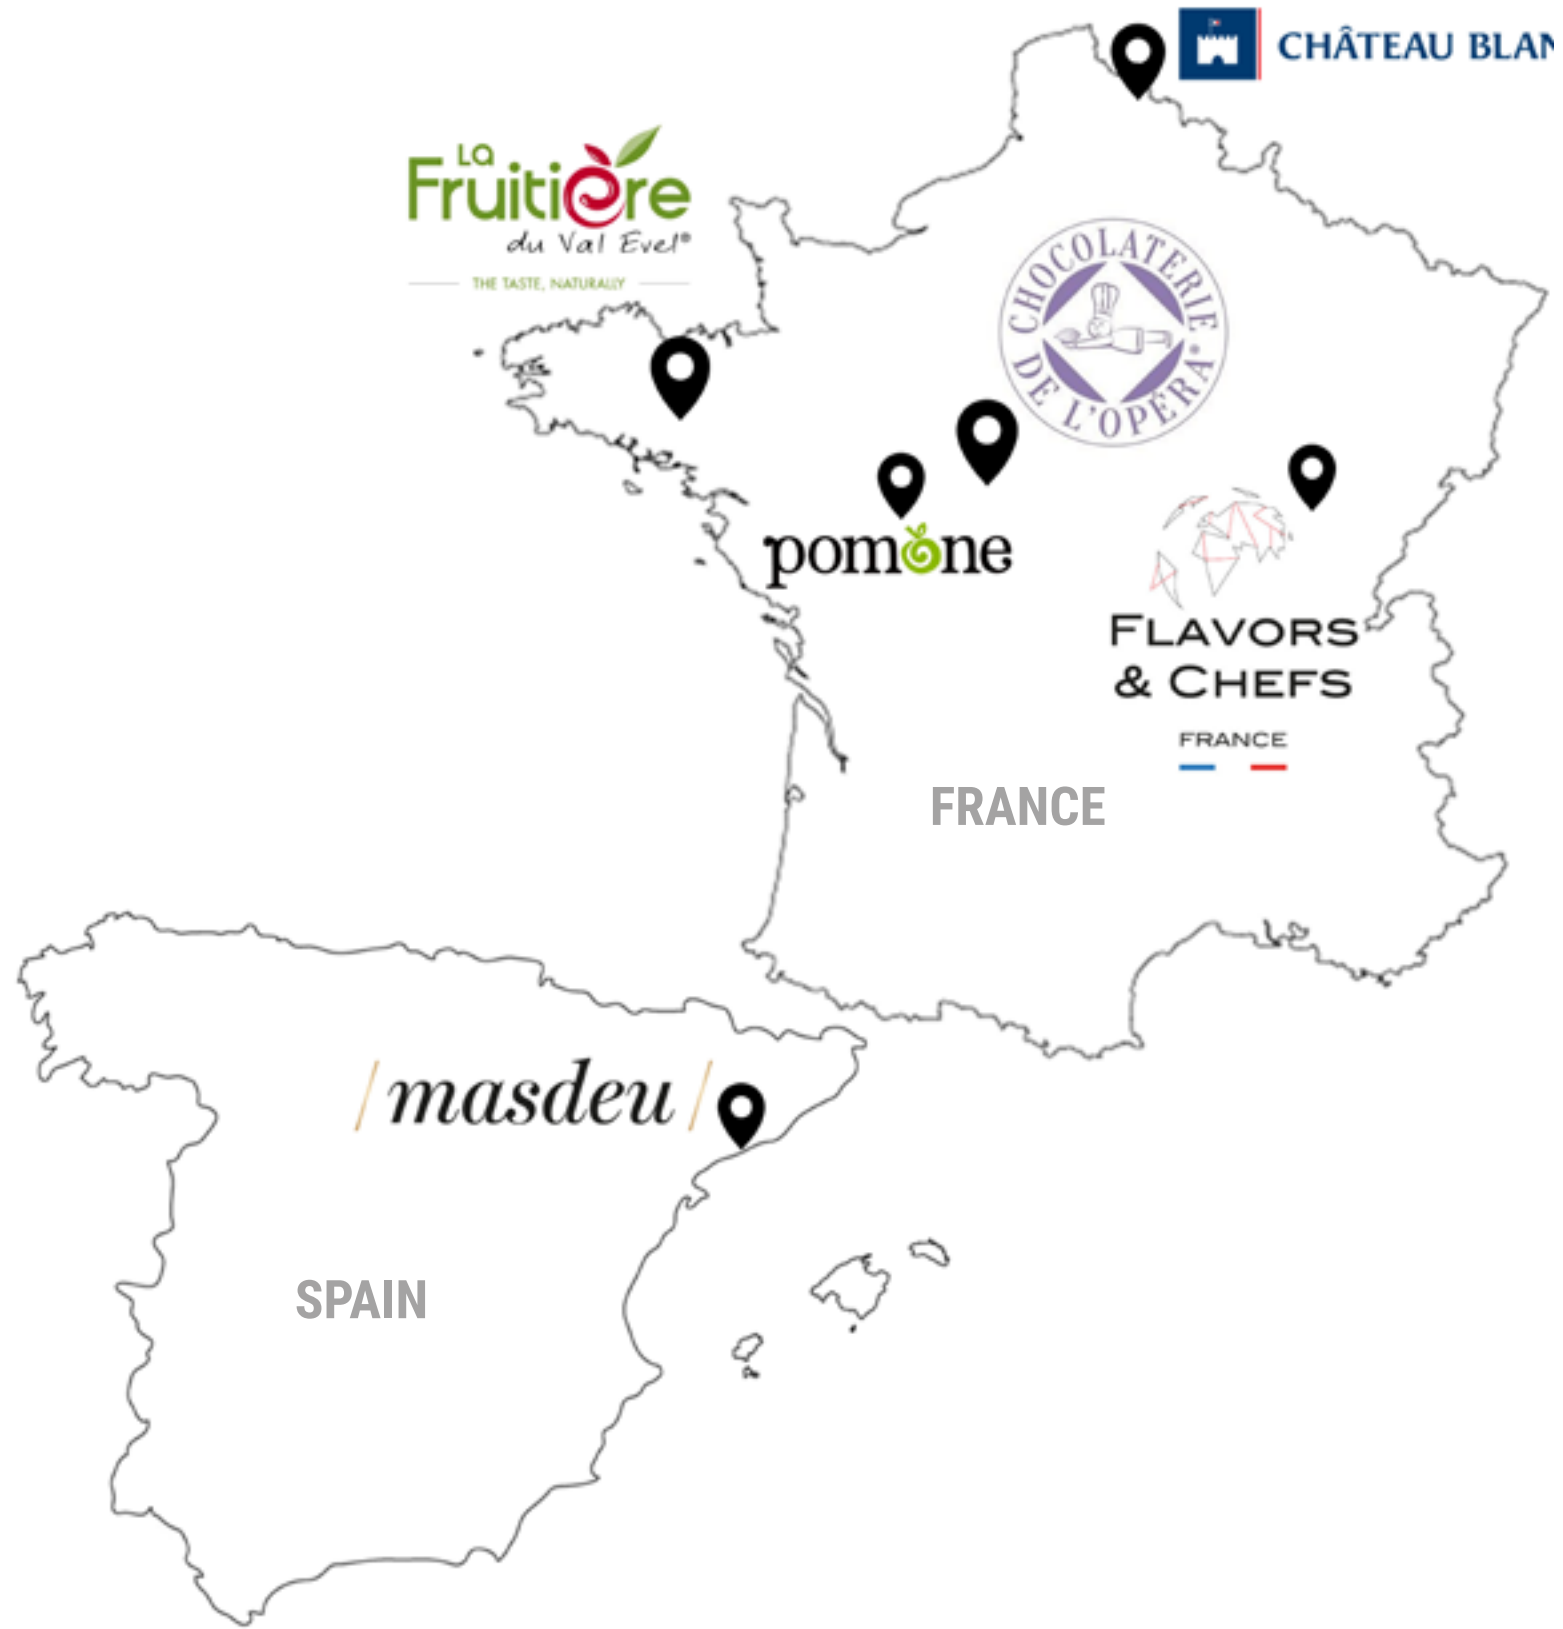 CHÂTEAU BLAN
La
Fruitière
du Val Evel®
THE TASTE, NATURALLY
CHOCOLATERIE
DE L'OPÉRA®
pomone
FLAVORS
& CHEFS
FRANCE
FRANCE
/masdeu/
SPAIN